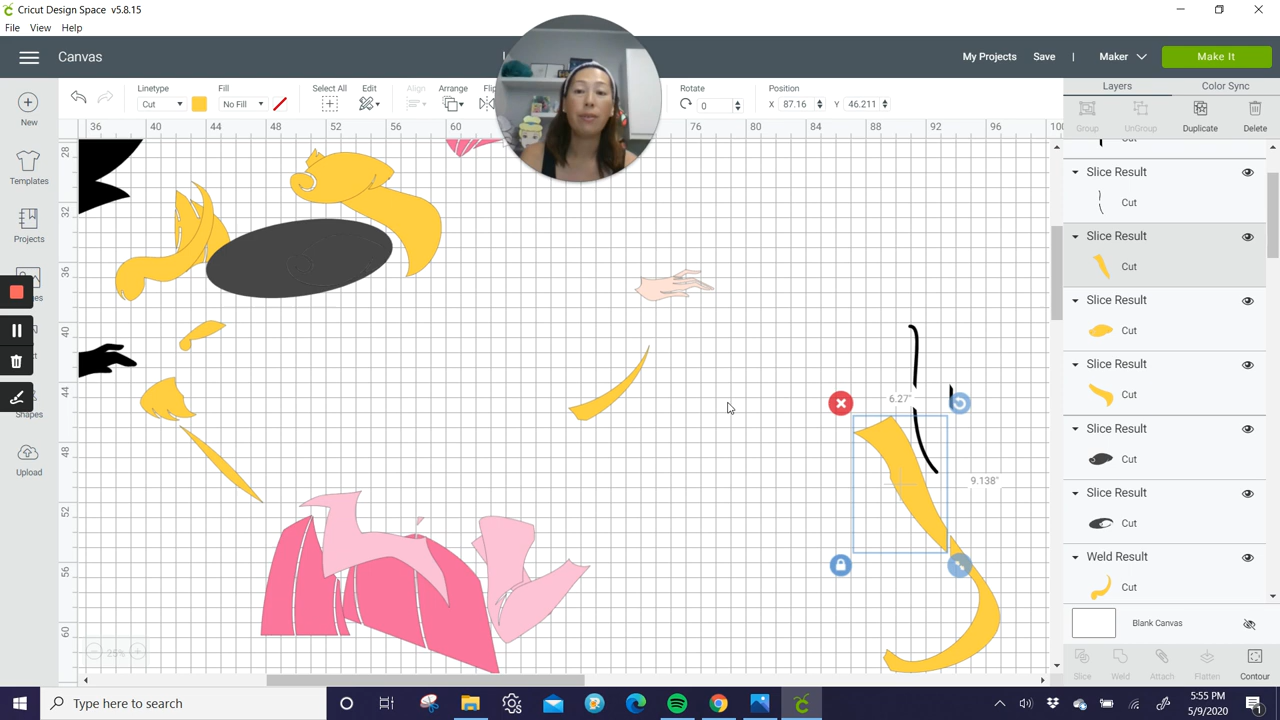 Cricut Design Space v5.8.15
File View Help
Canvas
My Projects Save | Maker Make It
Linetype Fill Select All Edit Align Arrange Flip Rotate Position
Cut No Fill 0 X 87.16 Y 46.211
Layers Color Sync
Group UnGroup Duplicate Delete
New
Templates
Projects
Shapes
Upload
36 40 44 48 52 56 60 76 80 84 88 92 96 100
28
32
36
40
44
48
52
56
60
6.27"
9.138"
25%
Cut
Slice Result
Cut
Slice Result
Cut
Slice Result
Cut
Slice Result
Cut
Slice Result
Cut
Slice Result
Cut
Weld Result
Cut
Blank Canvas
Slice Weld Attach Flatten Contour
Type here to search
5:55 PM
5/9/2020